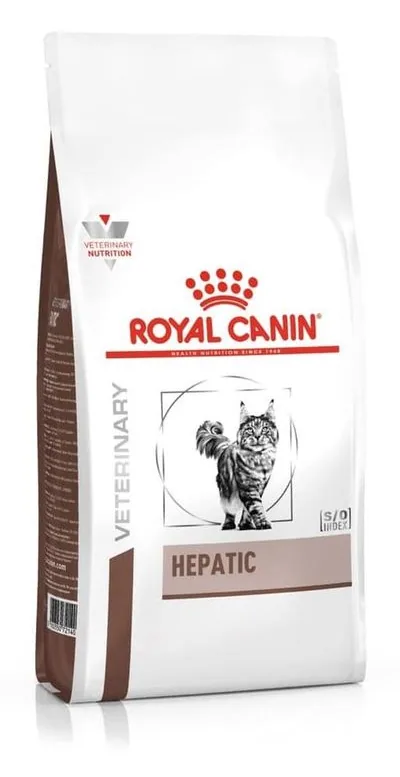 VETERINARY
NUTRITION
ROYAL CANIN®
HEALTH NUTRITION SINCE 1968
VETERINARY
S/O
INDEX
HEPATIC